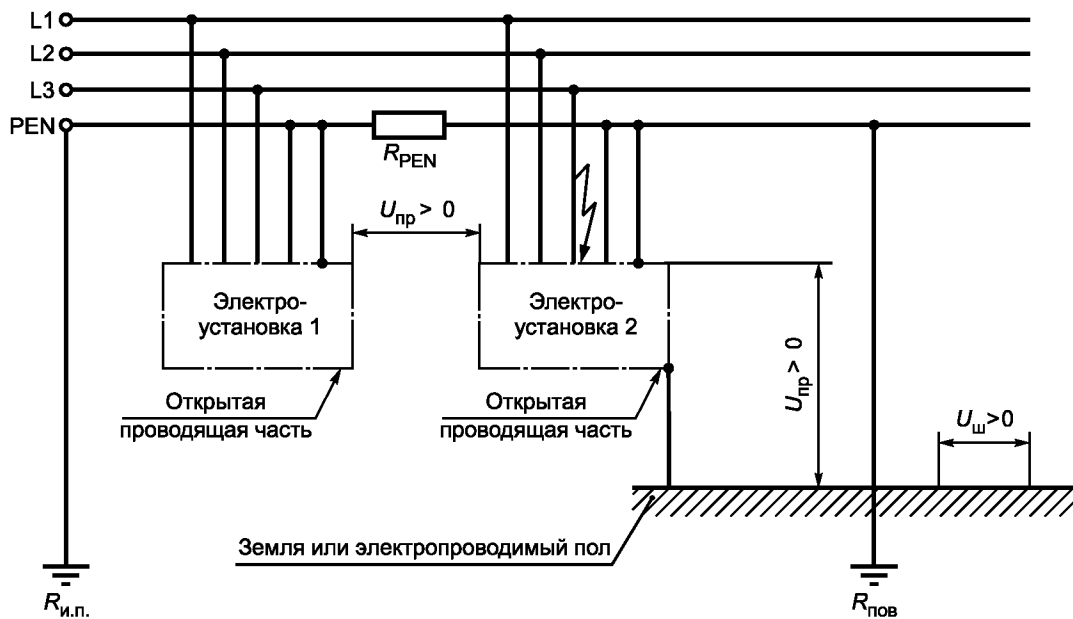 L1
L2
L3
PEN
R_PEN
U_пр > 0
Электро-
установка 1
Электро-
установка 2
U_пр > 0
Открытая
проводящая часть
Открытая
проводящая часть
U_ш>0
Земля или электропроводимый пол
R_и.п.
R_пов